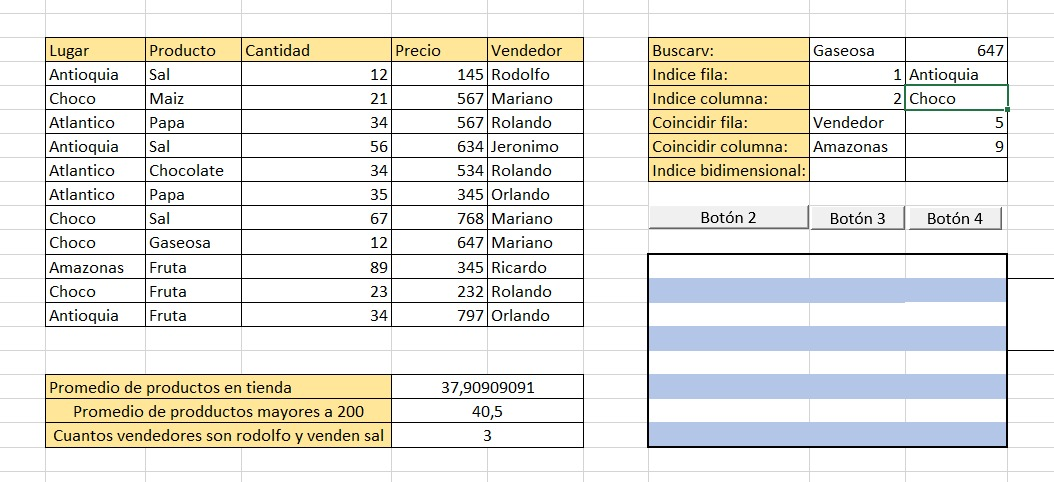 Lugar Producto Cantidad Precio Vendedor
Antioquia Sal 12 145 Rodolfo
Choco Maiz 21 567 Mariano
Atlantico Papa 34 567 Rolando
Antioquia Sal 56 634 Jeronimo
Atlantico Chocolate 34 534 Rolando
Atlantico Papa 35 345 Orlando
Choco Sal 67 768 Mariano
Choco Gaseosa 12 647 Mariano
Amazonas Fruta 89 345 Ricardo
Choco Fruta 23 232 Rolando
Antioquia Fruta 34 797 Orlando
Promedio de productos en tienda 37,90909091
Promedio de prodductos mayores a 200 40,5
Cuantos vendedores son rodolfo y venden sal 3
Buscarv: Gaseosa 647
Indice fila: 1 Antioquia
Indice columna: 2 Choco
Coincidir fila: Vendedor 5
Coincidir columna: Amazonas 9
Indice bidimensional:
Botón 2 Botón 3 Botón 4